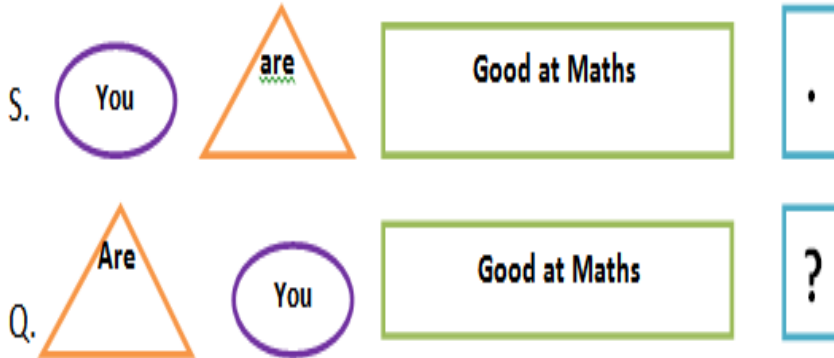 S. You are Good at Maths .
Q. Are You Good at Maths ?